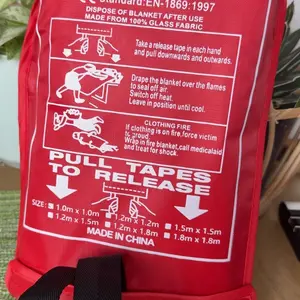 Standard:EN-1869:1997
DISPOSE OF BLANKET AFTER USE
MADE FROM 100% GLASS FABRIC
Take a release tape in each hand
and pull downwards and outwards.
Drape the blanket over the flames
to seal off air.
Switch off heat.
Leave in position until cool.
CLOTHING FIRE
If clothing is on fire, force victim
to ground.
Wrap in fire blanket, call medicalaid
and treat for shock.
PULL TAPES
TO RELEASE
SIZE: 1.0m x 1.0m 1.2m x 1.2m 1.5m x 1.5m
1.2m x 1.5m 1.2m x 1.8m 1.8m x 1.8m
MADE IN CHINA